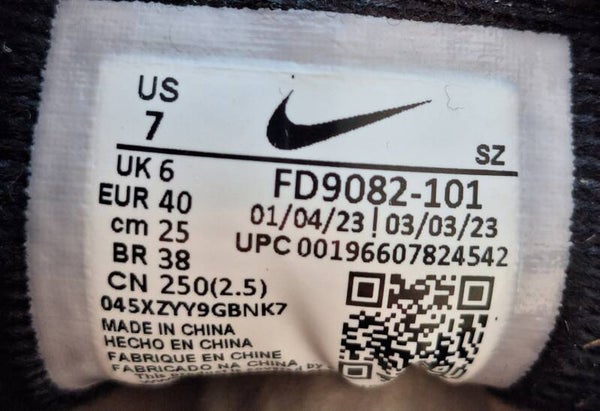 US
7
SZ
UK 6
EUR 40
cm 25
BR 38
CN 250(2.5)
FD9082-101
01/04/23 | 03/03/23
UPC 00196607824542
045XZYY9GBNK7
MADE IN CHINA
HECHO EN CHINA
FABRIQUE EN CHINE
FABRICADO NA CHINA